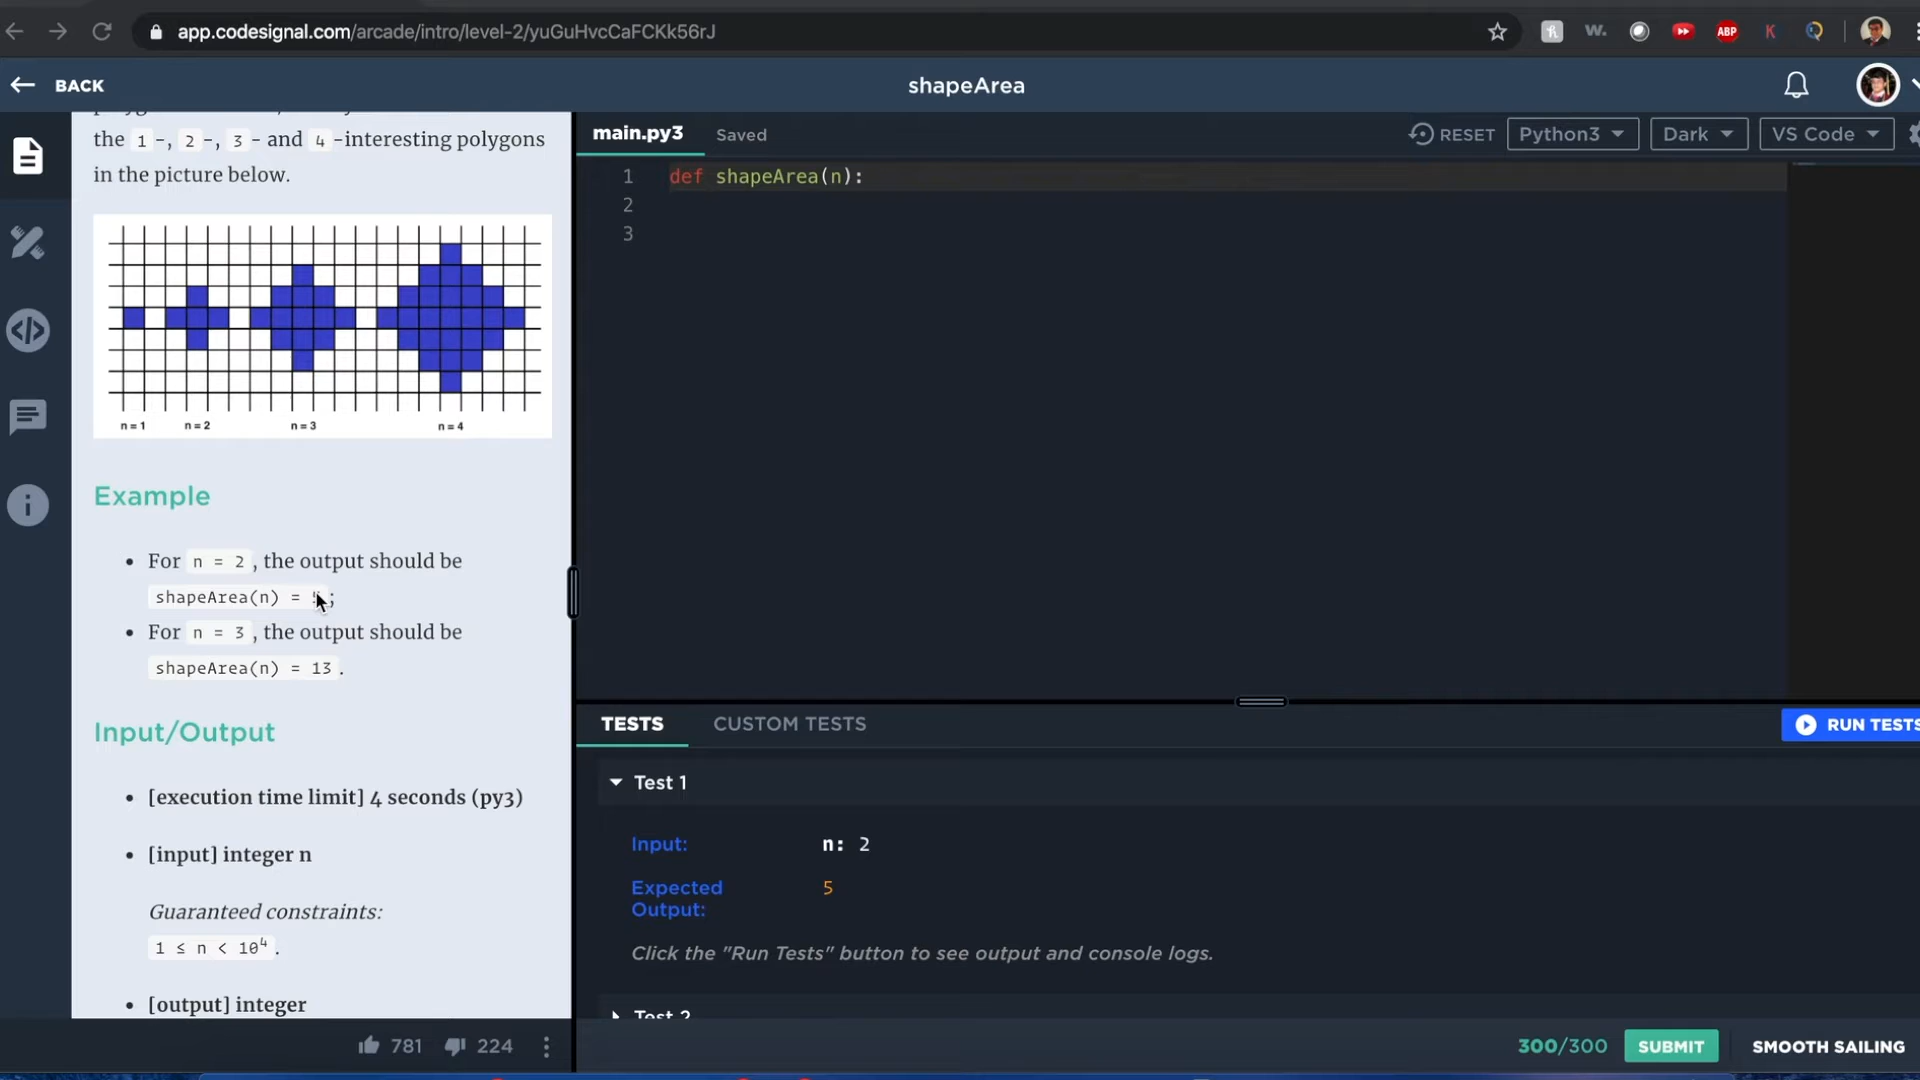 app.codesignal.com/arcade/intro/level-2/yuGuHvcCaFCKk56rJ
w.
ABP
K
BACK
shapeArea
the 1 -, 2 -, 3 - and 4 -interesting polygons
in the picture below.
n = 1 n = 2 n = 3 n = 4
Example
• For n = 2 , the output should be
shapeArea(n) = ;
• For n = 3 , the output should be
shapeArea(n) = 13 .
Input/Output
• [execution time limit] 4 seconds (py3)
• [input] integer n
Guaranteed constraints:
1 ≤ n < 10⁴ .
• [output] integer
781 224
main.py3 Saved
RESET Python3 Dark VS Code
1 def shapeArea(n):
2
3
TESTS CUSTOM TESTS
RUN TESTS
Test 1
Input: n: 2
Expected 5
Output:
Click the "Run Tests" button to see output and console logs.
Test 2
300/300 SUBMIT SMOOTH SAILING